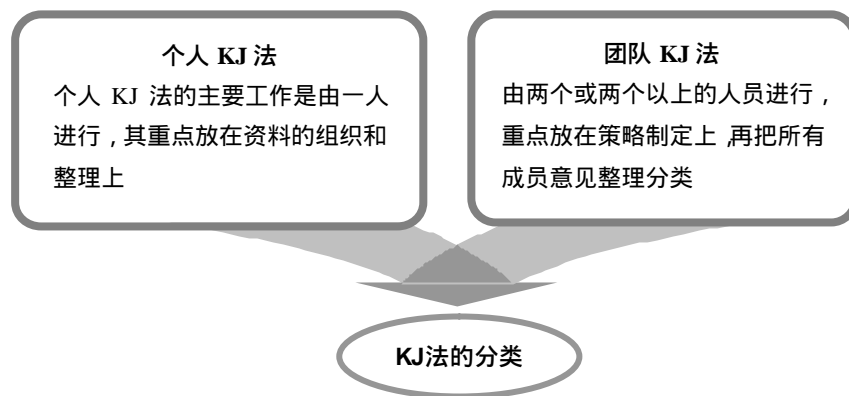 个人 KJ 法
个人 KJ 法的主要工作是由一人
进行，其重点放在资料的组织和
整理上
团队 KJ 法
由两个或两个以上的人员进行，
重点放在策略制定上，再把所有
成员意见整理分类
KJ法的分类